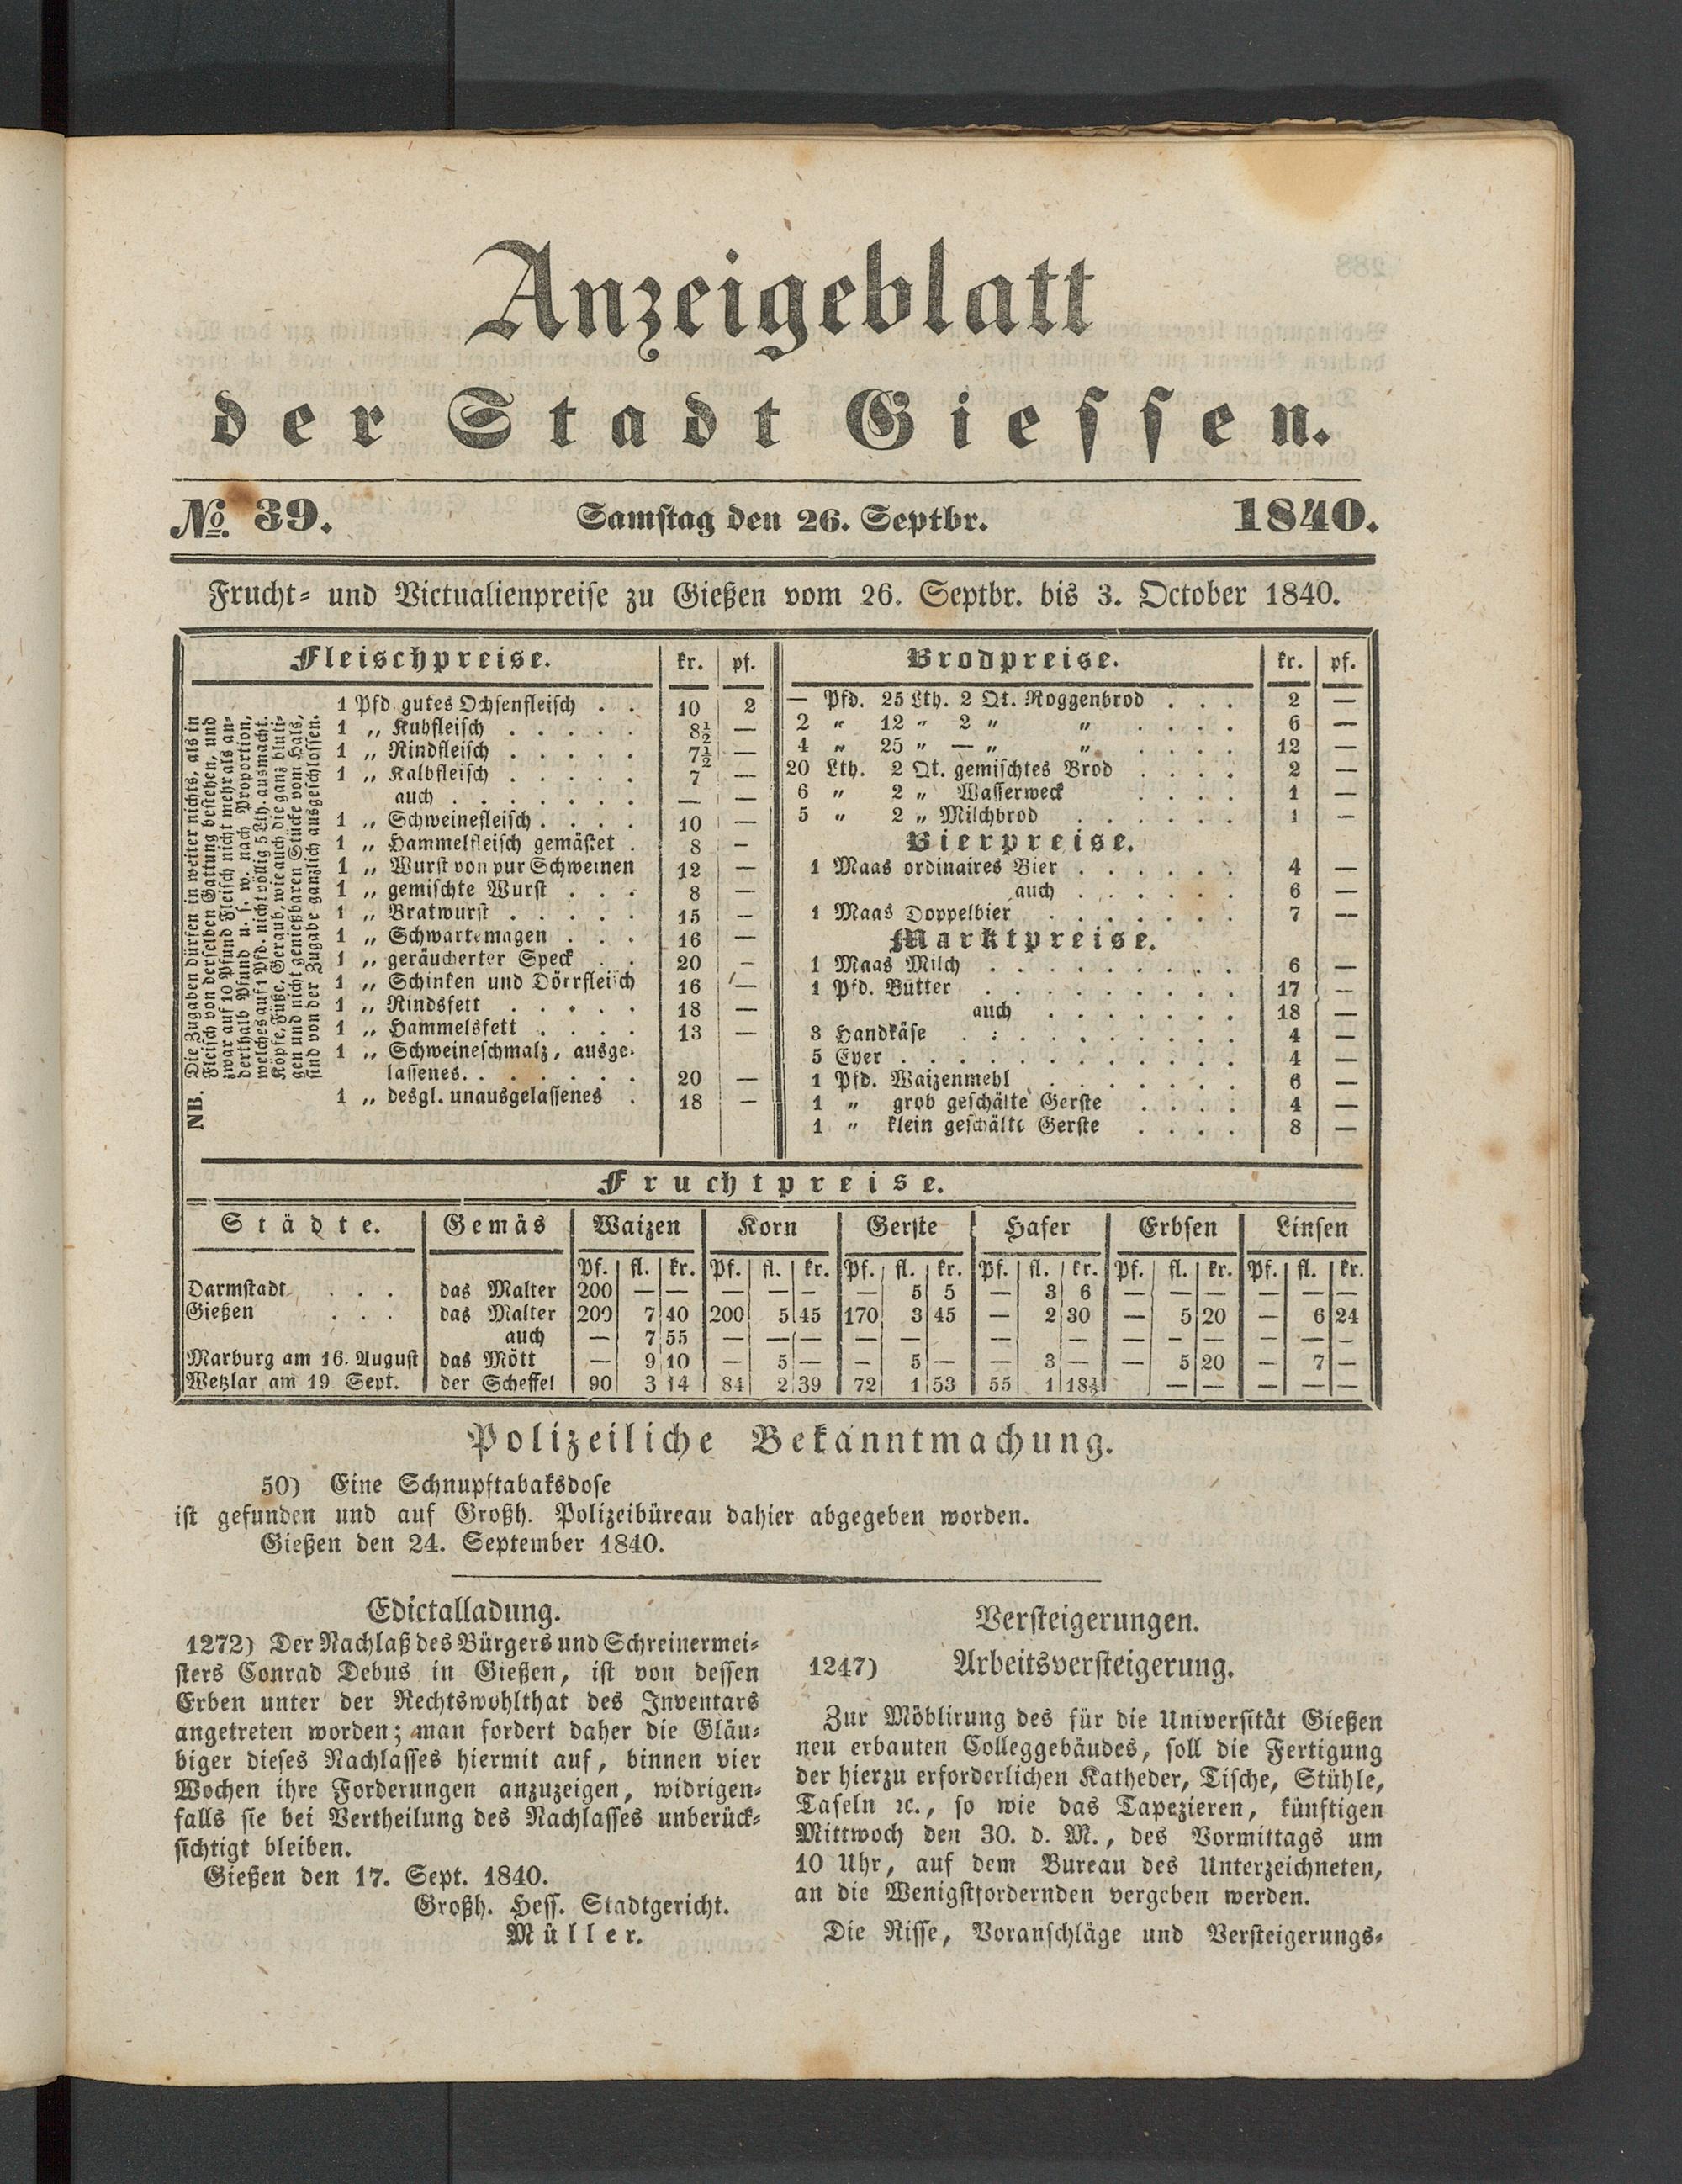 Anzeigeblatt
der Stadt Giessen.
No. 39. Samstag den 26. Septbr. 1840.
Frucht- und Victualienpreise zu Gießen vom 26. Septbr. bis 3. October 1840.
Fleischpreise. kr. pf.
NB. Die Zugaben dürfen in weiter nichts, als in
Fleisch von derselben Gattung bestehen, und
zwar auf 10 Pfund Fleisch nicht mehr als an-
derthalb Pfund u. s. w. nach Proportion,
welches auf 1 Pfd. nicht völlig 5 Lth. ausmacht.
Köpfe, Füße, Geraub, wie auch die ganz bluti-
gen und nicht genießbaren Stücke vom Hals,
sind von der Zugabe gänzlich ausgeschlossen.
1 Pfd gutes Ochsenfleisch . . 10 2
1 „ Kuhfleisch . . . . . 8½ —
1 „ Rindfleisch . . . . . 7½ —
1 „ Kalbfleisch . . . . . 7 —
auch . . . . . . . — —
1 „ Schweinefleisch . . . . 10 —
1 „ Hammelfleisch gemästet . 8 —
1 „ Wurst von pur Schweinen 12 —
1 „ gemischte Wurst . . . 8 —
1 „ Bratwurst . . . . . 15 —
1 „ Schwartemagen . . . 16 —
1 „ geräucherter Speck . . 20 —
1 „ Schinken und Dörrfleisch 16 —
1 „ Rindsfett . . . . . 18 —
1 „ Hammelsfett . . . . 13 —
1 „ Schweineschmalz, ausge-
lassenes. . . . . . . 20 —
1 „ desgl. unausgelassenes . 18 —
Brodpreise. kr. pf.
— Pfd. 25 Lth. 2 Qt. Roggenbrod . . . 2 —
2 „ 12 „ 2 „ „ . . . . 6 —
4 „ 25 „ — „ „ . . . . 12 —
20 Lth. 2 Qt. gemischtes Brod . . . . 2 —
6 „ 2 „ Wasserweck . . . . 1 —
5 „ 2 „ Milchbrod . . . . . . 1 —
Bierpreise.
1 Maas ordinaires Bier . . . . . . 4 —
auch . . . . . . 6 —
1 Maas Doppelbier . . . . . . . 7 —
Marktpreise.
1 Maas Milch . . . . . . . . . 6 —
1 Pfd. Butter . . . . . . . . . 17 —
auch . . . . . . . 18 —
3 Handkäse . . . . . . . . . . 4 —
5 Eyer . . . . . . . . . . . . 4 —
1 Pfd. Waizenmehl . . . . . . . 6 —
1 „ grob geschälte Gerste . . . . 4 —
1 „ klein geschälte Gerste . . . . 8 —
Fruchtpreise.
Städte. Gemäs Waizen Korn Gerste Hafer Erbsen Linsen
Pf. fl. kr. Pf. fl. kr. Pf. fl. kr. Pf. fl. kr. Pf. fl. kr. Pf. fl. kr.
Darmstadt . . . das Malter 200 — — — — — — 5 5 — 3 6 — — — — — —
Gießen . . . das Malter 200 7 40 200 5 45 170 3 45 — 2 30 — 5 20 — 6 24
auch — 7 55 — — — — — — — — — — — — — — —
Marburg am 16. August das Mött — 9 10 — 5 — — 5 — — 3 — — 5 20 — 7 —
Wetzlar am 19 Sept. der Scheffel 90 3 14 84 2 39 72 1 53 55 1 18½ — — — — —
Polizeiliche Bekanntmachung.
50) Eine Schnupftabaksdose
ist gefunden und auf Großh. Polizeibüreau dahier abgegeben worden.
Gießen den 24. September 1840.
Edictalladung.
1272) Der Nachlaß des Bürgers und Schreinermei-
sters Conrad Debus in Gießen, ist von dessen
Erben unter der Rechtswohlthat des Inventars
angetreten worden; man fordert daher die Gläu-
biger dieses Nachlasses hiermit auf, binnen vier
Wochen ihre Forderungen anzuzeigen, widrigen-
falls sie bei Vertheilung des Nachlasses unberück-
sichtigt bleiben.
Gießen den 17. Sept. 1840.
Großh. Hess. Stadtgericht.
Müller.
Versteigerungen.
1247) Arbeitsversteigerung.
Zur Möblirung des für die Universität Gießen
neu erbauten Colleggebäudes, soll die Fertigung
der hierzu erforderlichen Katheder, Tische, Stühle,
Tafeln ꝛc., so wie das Tapezieren, künftigen
Mittwoch den 30. d. M., des Vormittags um
10 Uhr, auf dem Bureau des Unterzeichneten,
an die Wenigstfordernden vergeben werden.
Die Risse, Voranschläge und Versteigerungs-